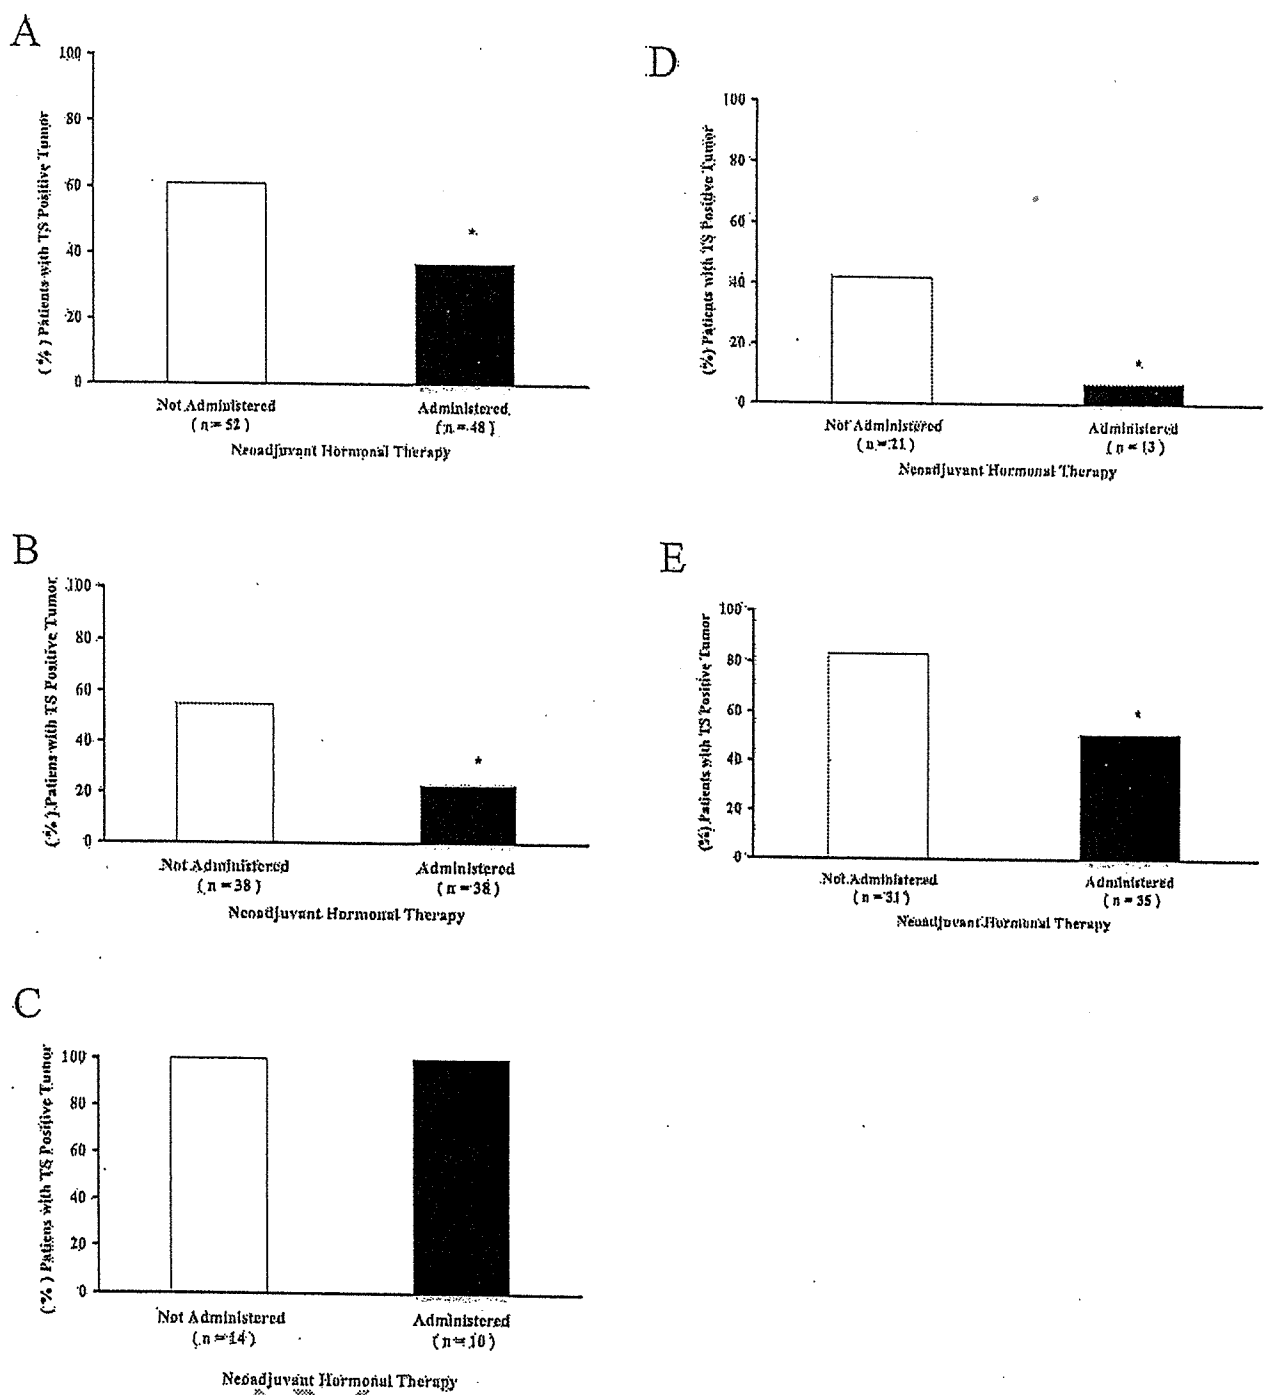 A
(%) Patients with TS Positive Tumor
100
80
60
40
20
0
*
Not Administered
(n=52)
Administered
(n=48)
Neoadjuvant Hormonal Therapy
B
(%) Patiens with TS Positive Tumor
100
80
60
40
20
0
*
Not Administered
(n=38)
Administered
(n=38)
Neoadjuvant Hormonal Therapy
C
(%) Patiens with TS Positive Tumor
100
80
60
40
20
0
Not Administered
(n=14)
Administered
(n=10)
Neoadjuvant Hormonal Therapy
D
(%) Patients with TS Positive Tumor
100
80
60
40
20
0
*
Not Administered
(n=21)
Administered
(n=13)
Neoadjuvant Hormonal Therapy
E
(%) Patients with TS Positive Tumor
100
80
60
40
20
0
*
Not Administered
(n=31)
Administered
(n=35)
Neoadjuvant Hormonal Therapy